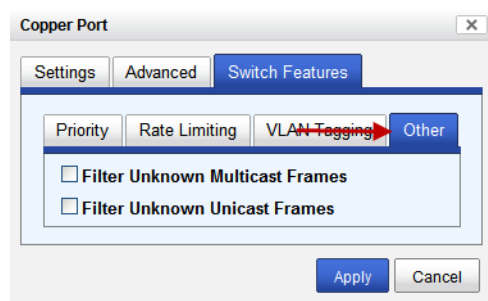 Copper Port
Settings Advanced Switch Features
Priority Rate Limiting VLAN Tagging Other
Filter Unknown Multicast Frames
Filter Unknown Unicast Frames
Apply Cancel